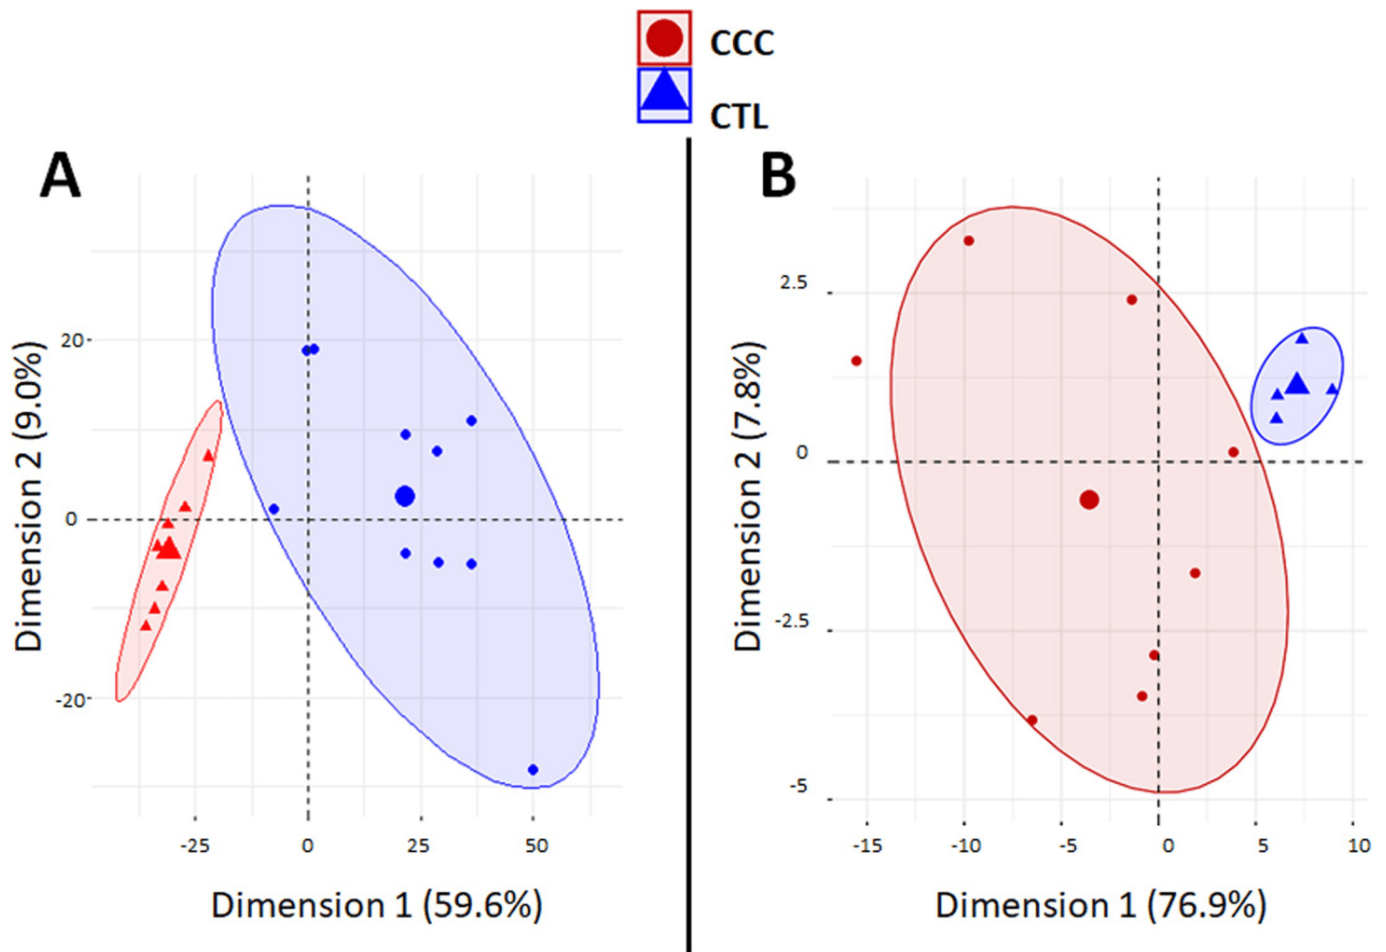 CCC
CTL
A
B
Dimension 2 (9.0%)
20
0
-20
-25 0 25 50
Dimension 1 (59.6%)
Dimension 2 (7.8%)
2.5
0
-2.5
-5
-15 -10 -5 0 5 10
Dimension 1 (76.9%)